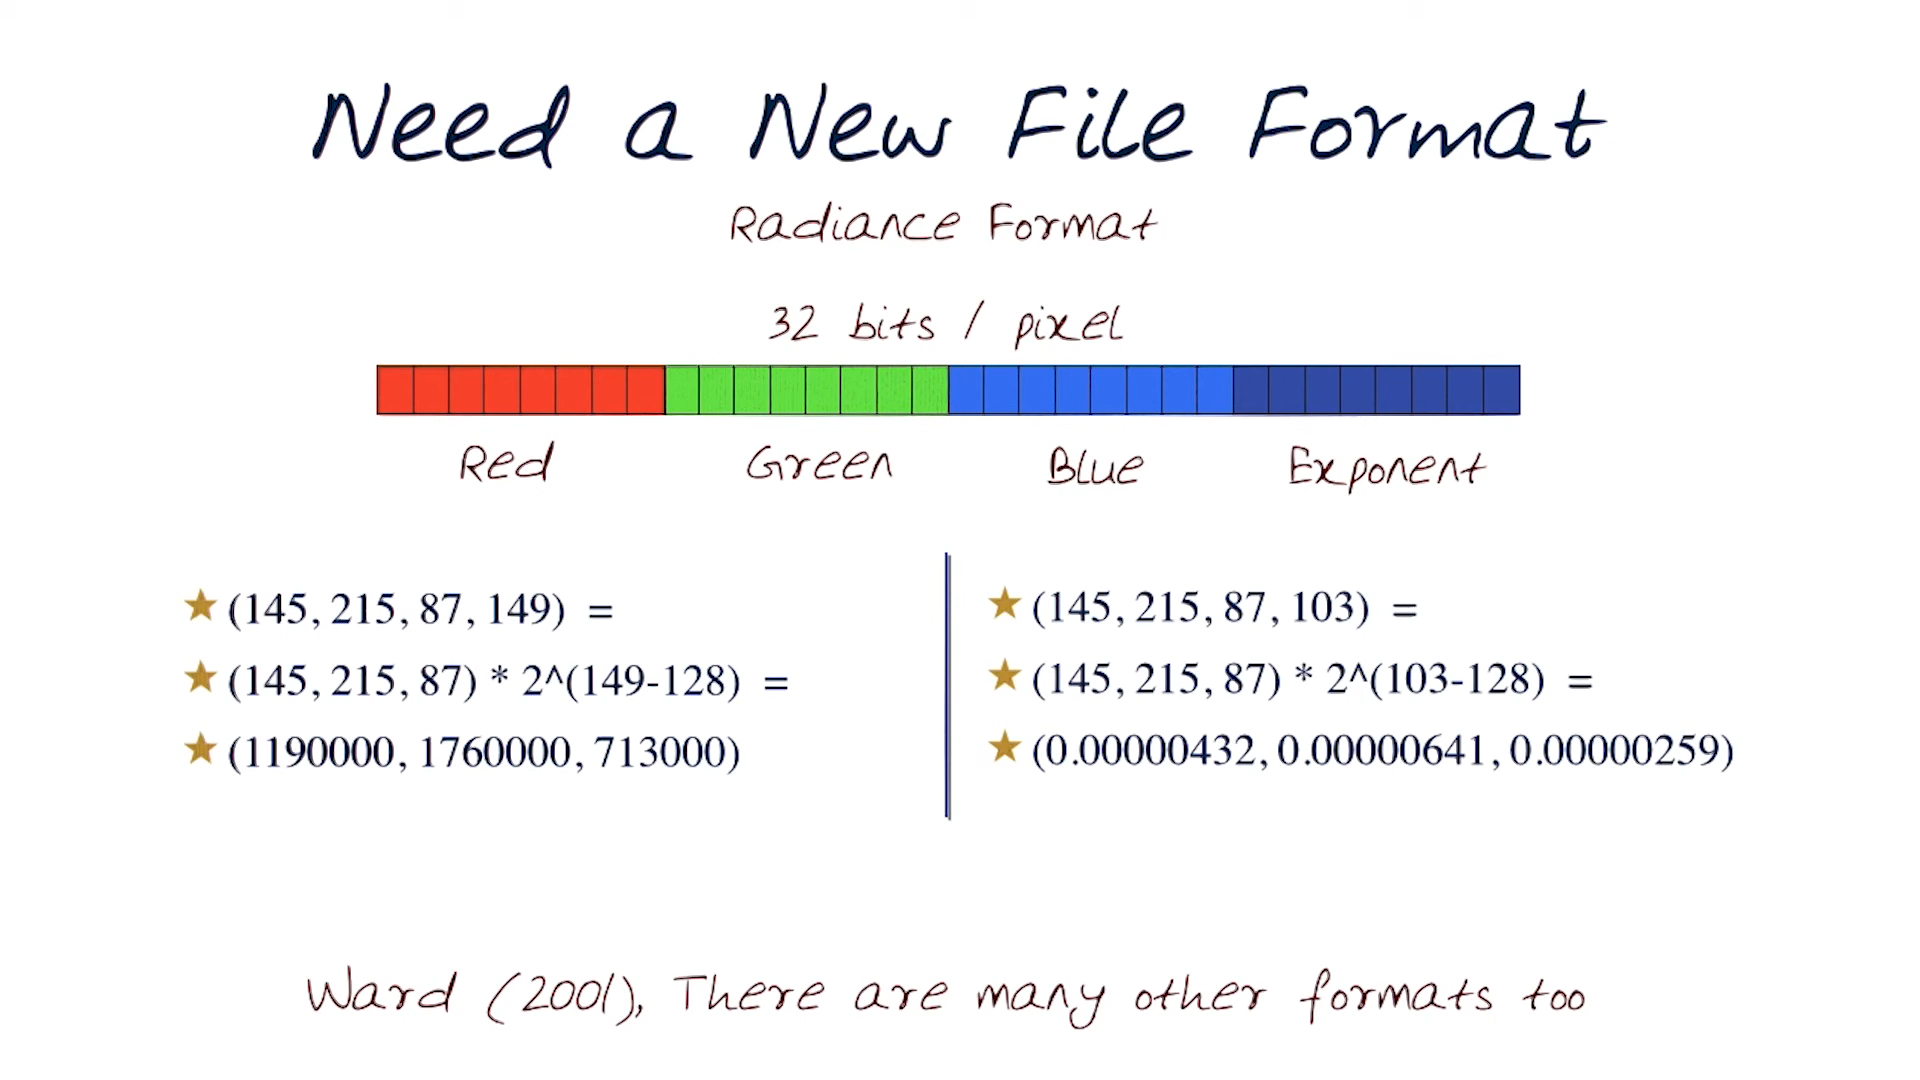 Need a New File Format
Radiance Format
32 bits / pixel
Red Green Blue Exponent
(145, 215, 87, 149) =
(145, 215, 87) * 2^(149-128) =
(1190000, 1760000, 713000)
(145, 215, 87, 103) =
(145, 215, 87) * 2^(103-128) =
(0.00000432, 0.00000641, 0.00000259)
Ward (2001), There are many other formats too